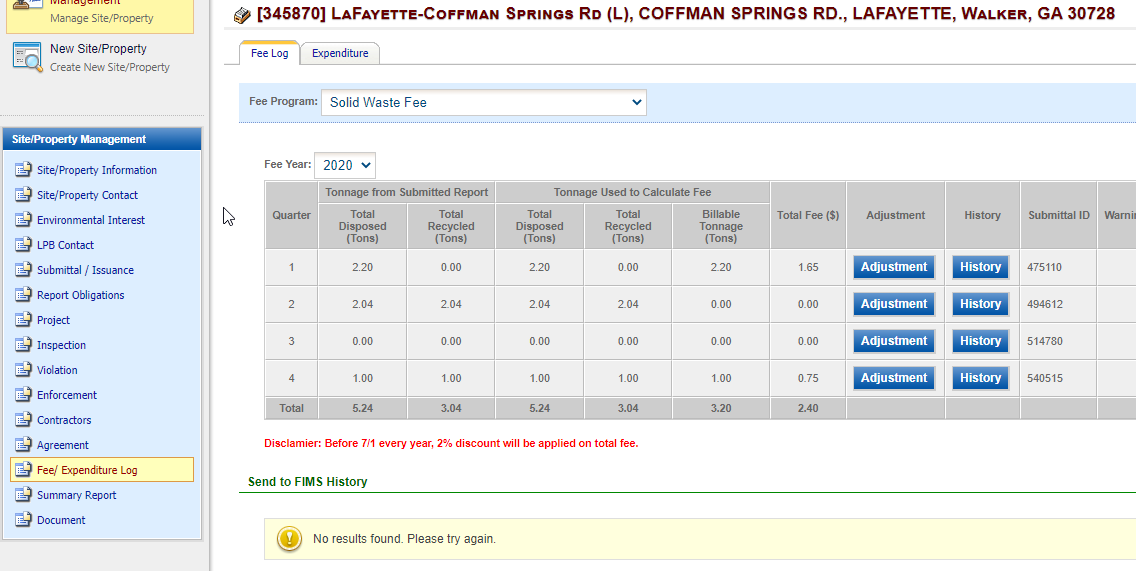 Management
Manage Site/Property
New Site/Property
Create New Site/Property
Site/Property Management
Site/Property Information
Site/Property Contact
Environmental Interest
LPB Contact
Submittal / Issuance
Report Obligations
Project
Inspection
Violation
Enforcement
Contractors
Agreement
Fee/ Expenditure Log
Summary Report
Document
[345870] LaFayette-Coffman Springs Rd (L), COFFMAN SPRINGS RD., LAFAYETTE, Walker, GA 30728
Fee Log Expenditure
Fee Program: Solid Waste Fee
Fee Year: 2020
Quarter Tonnage from Submitted Report Tonnage Used to Calculate Fee Total Fee ($) Adjustment History Submittal ID
Total Disposed (Tons) Total Recycled (Tons) Total Disposed (Tons) Total Recycled (Tons) Billable Tonnage (Tons)
1 2.20 0.00 2.20 0.00 2.20 1.65 Adjustment History 475110
2 2.04 2.04 2.04 2.04 0.00 0.00 Adjustment History 494612
3 0.00 0.00 0.00 0.00 0.00 0.00 Adjustment History 514780
4 1.00 1.00 1.00 1.00 1.00 0.75 Adjustment History 540515
Total 5.24 3.04 5.24 3.04 3.20 2.40
Disclamier: Before 7/1 every year, 2% discount will be applied on total fee.
Send to FIMS History
No results found. Please try again.